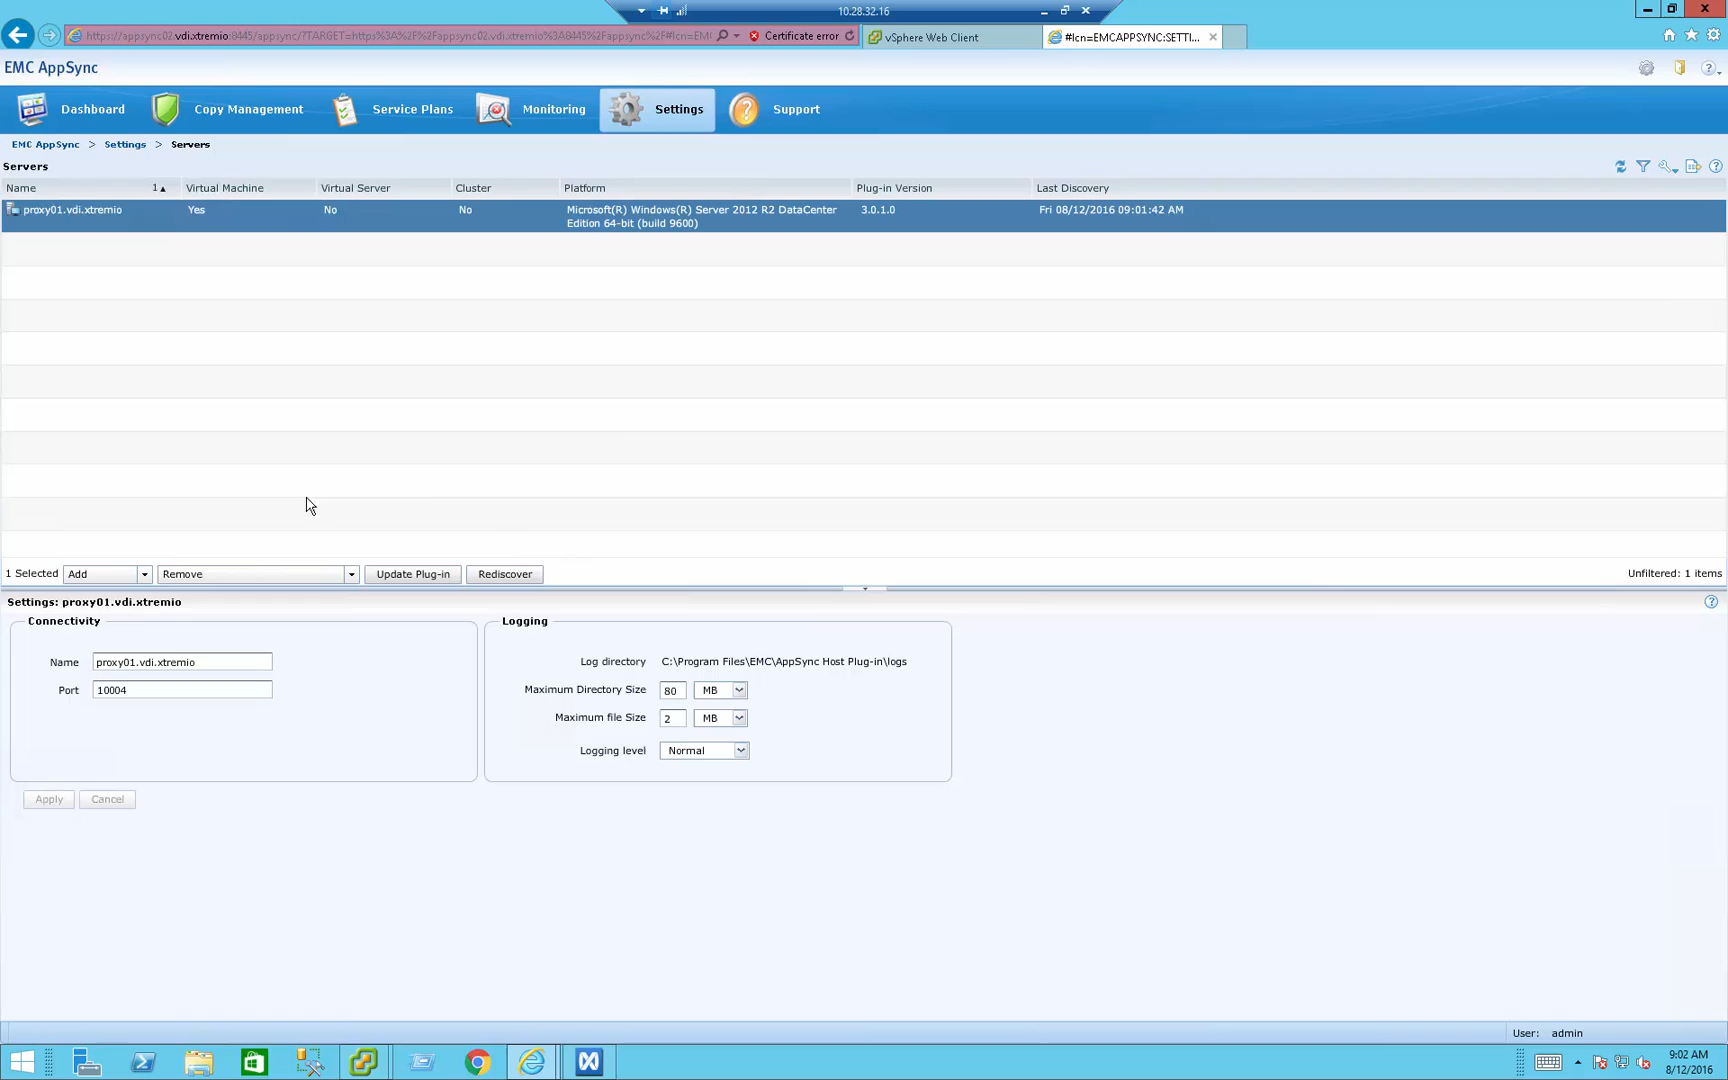 10.28.32.16
https://appsync02.vdi.xtremio:8445/appsync/?TARGET=https%3A%2F%2Fappsync02.vdi.xtremio%3A8445%2Fappsync/#lcn=EMC
Certificate error
vSphere Web Client
#lcn=EMCAPPSYNC:SETTI...
EMC AppSync
Dashboard
Copy Management
Service Plans
Monitoring
Settings
Support
EMC AppSync > Settings > Servers
Servers
Name 1 Virtual Machine Virtual Server Cluster Platform Plug-in Version Last Discovery
proxy01.vdi.xtremio Yes No No Microsoft(R) Windows(R) Server 2012 R2 DataCenter 3.0.1.0 Fri 08/12/2016 09:01:42 AM
Edition 64-bit (build 9600)
1 Selected Add Remove Update Plug-in Rediscover Unfiltered: 1 items
Settings: proxy01.vdi.xtremio
Connectivity
Name proxy01.vdi.xtremio
Port 10004
Logging
Log directory C:\Program Files\EMC\AppSync Host Plug-in\logs
Maximum Directory Size 80 MB
Maximum file Size 2 MB
Logging level Normal
Apply Cancel
User: admin
9:02 AM
8/12/2016